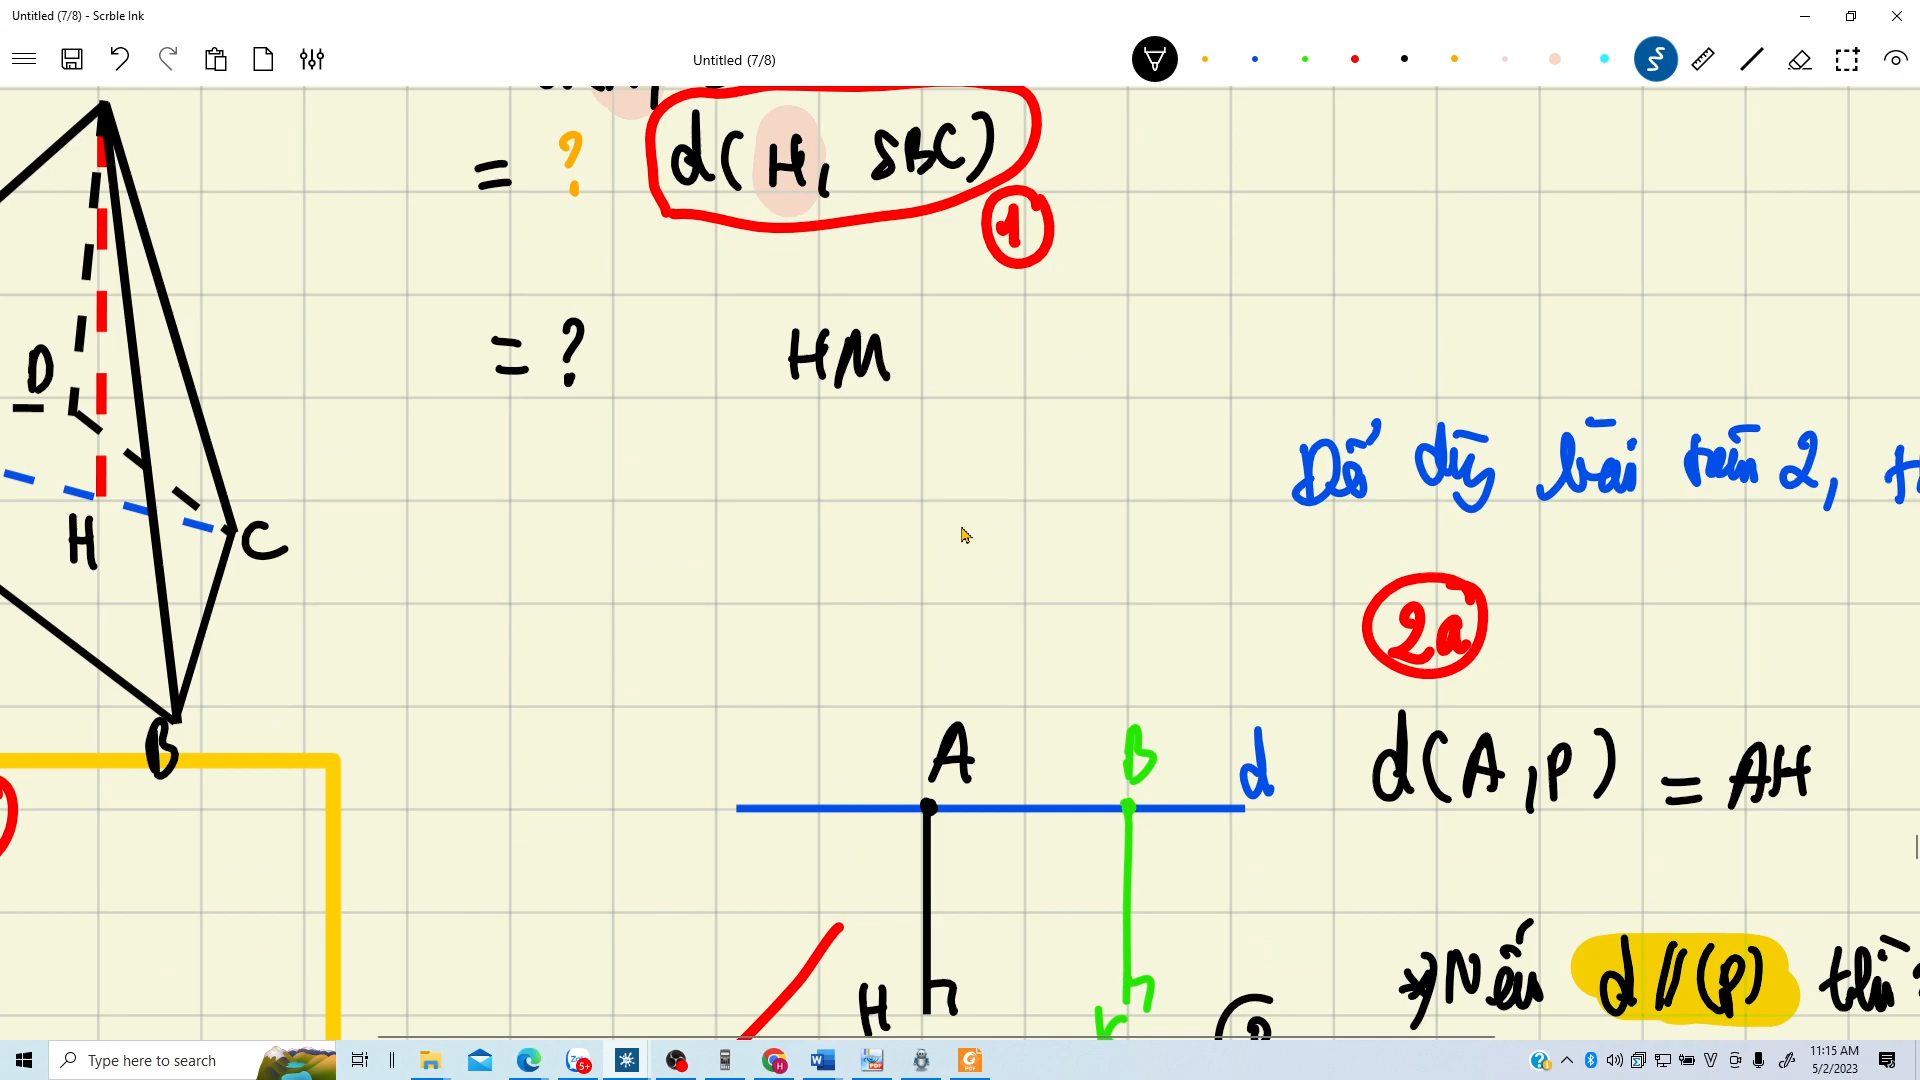 Untitled (7/8) - Scrble Ink
Untitled (7/8)
= ? d(H, SBC)
1
= ? HM
D
H
C
B
Để dùng bài toán 2, t
2a
A B d
d(A, P) = AH
H
K
*) Nếu d // (P) thì
Type here to search
11:15 AM
5/2/2023